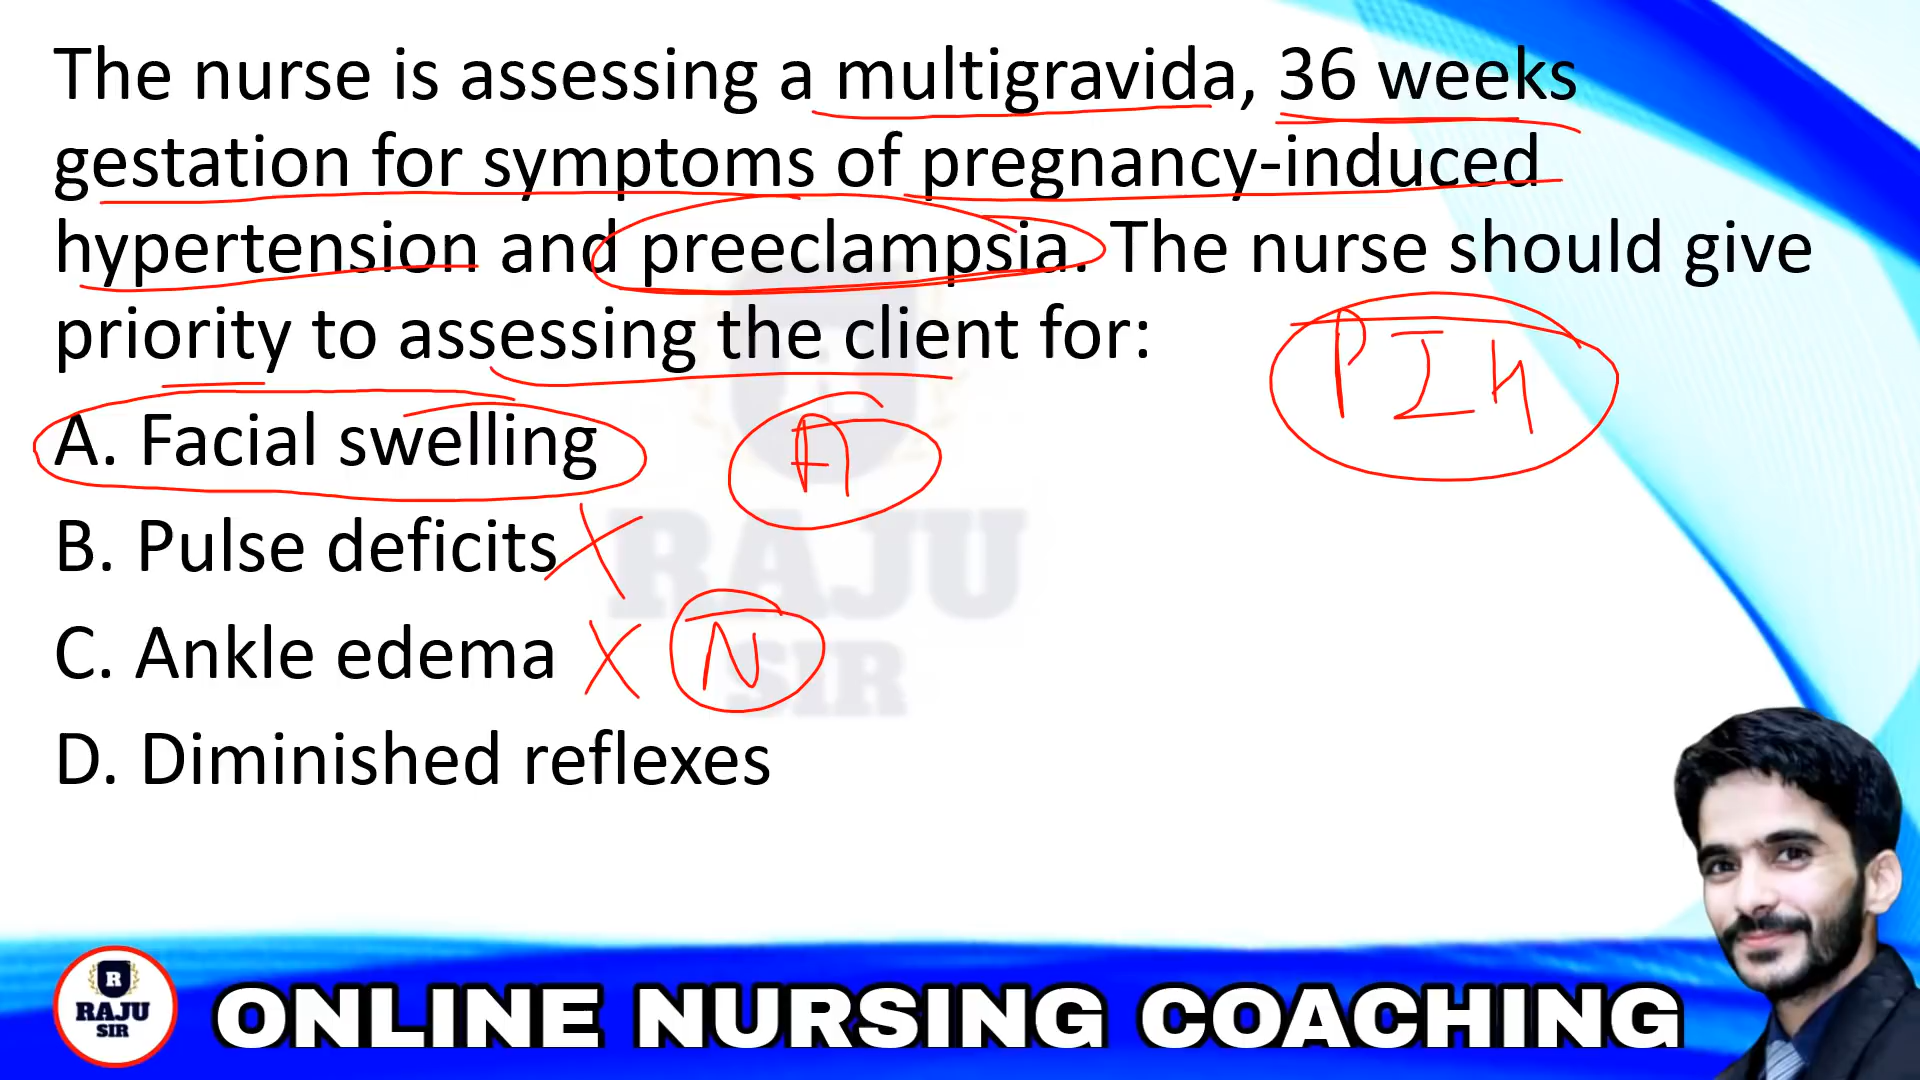 The nurse is assessing a multigravida, 36 weeks
gestation for symptoms of pregnancy-induced
hypertension and preeclampsia. The nurse should give
priority to assessing the client for:
PIH
A. Facial swelling
A
B. Pulse deficits
C. Ankle edema
N
D. Diminished reflexes
RAJU
SIR
R
RAJU
SIR
ONLINE NURSING COACHING